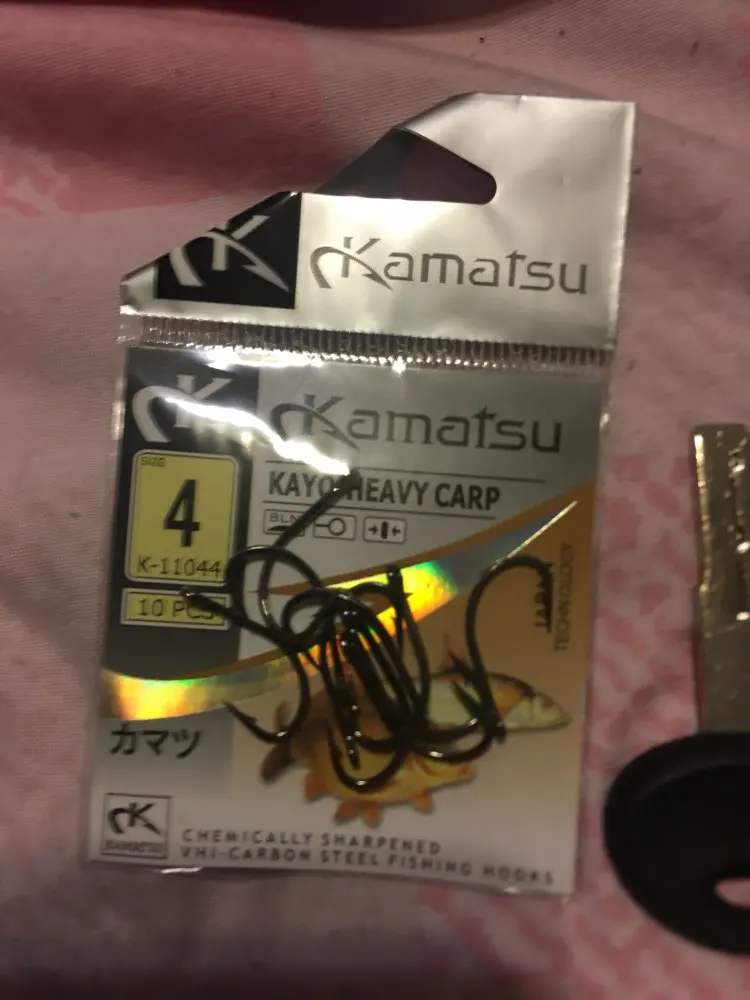 Kamatsu
Kamatsu
KAYO HEAVY CARP
SIZE
4
BLN
K-11044
10 PCS
JAPAN
TECHNOLOGY
カマツ
KAMATSU
CHEMICALLY SHARPENED
VHI-CARBON STEEL FISHING HOOKS